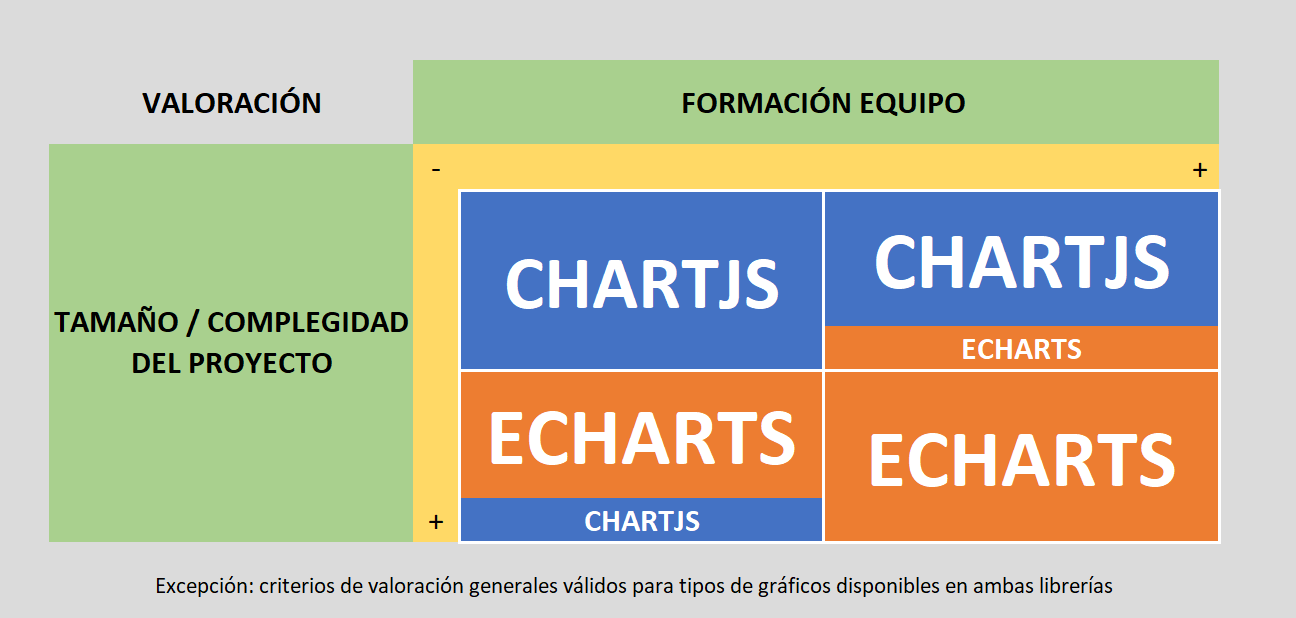 VALORACIÓN
FORMACIÓN EQUIPO
-
+
TAMAÑO / COMPLEGIDAD
DEL PROYECTO
CHARTJS
CHARTJS
ECHARTS
ECHARTS
CHARTJS
ECHARTS
+
Excepción: criterios de valoración generales válidos para tipos de gráficos disponibles en ambas librerías